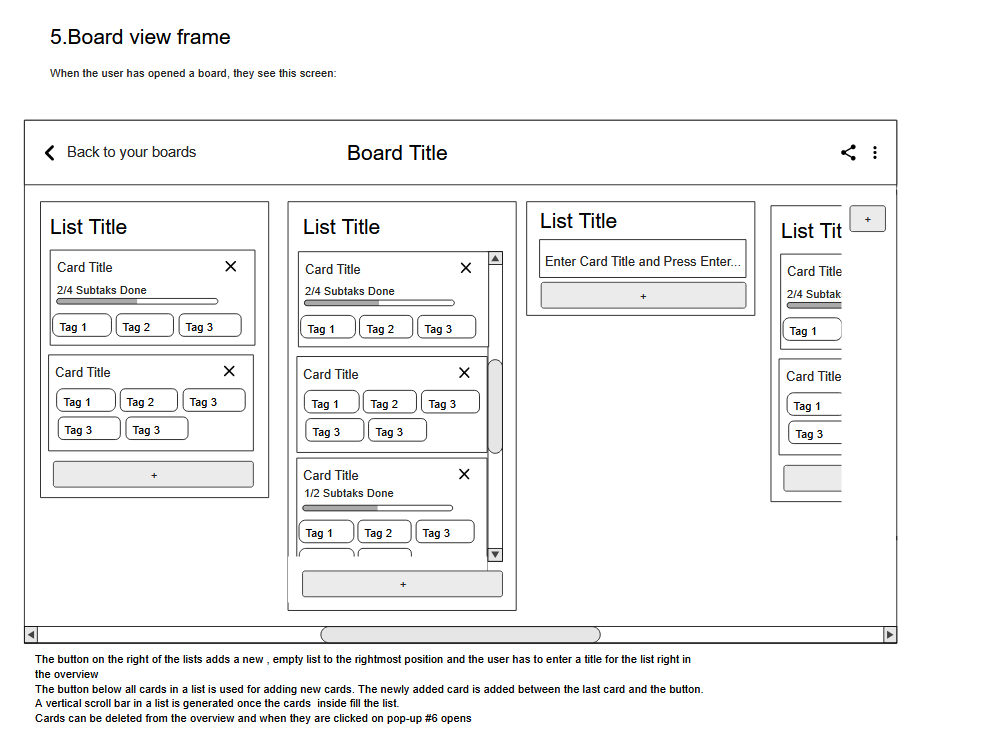 5.Board view frame
When the user has opened a board, they see this screen:
Back to your boards
Board Title
List Title
Card Title
2/4 Subtaks Done
Tag 1
Tag 2
Tag 3
Card Title
Tag 1
Tag 2
Tag 3
Tag 3
Tag 3
+
List Title
Card Title
2/4 Subtaks Done
Tag 1
Tag 2
Tag 3
Card Title
Tag 1
Tag 2
Tag 3
Tag 3
Tag 3
Card Title
1/2 Subtaks Done
Tag 1
Tag 2
Tag 3
+
List Title
Enter Card Title and Press Enter...
+
List Tit
Card Title
2/4 Subtak
Tag 1
Card Title
Tag 1
Tag 3
+
The button on the right of the lists adds a new , empty list to the rightmost position and the user has to enter a title for the list right in
the overview
The button below all cards in a list is used for adding new cards. The newly added card is added between the last card and the button.
A vertical scroll bar in a list is generated once the cards  inside fill the list.
Cards can be deleted from the overview and when they are clicked on pop-up #6 opens